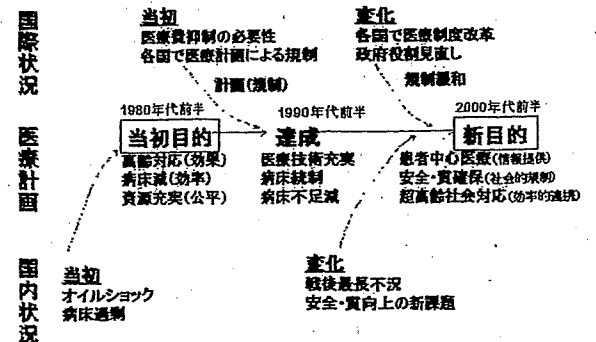 国際状況
当初
医療費抑制の必要性
各国で医療計画による規制
計画(規制)
変化
各国で医療制度改革
政府役割見直し
規制緩和
医療計画
1980年代前半
当初目的
高齢対応(効果)
病床減(効率)
資源充実(公平)
1990年代前半
達成
医療技術充実
病床統制
病床不足減
2000年代前半
新目的
患者中心医療(情報提供)
安全・質確保(社会的規制)
超高齢社会対応(効率的連携)
国内状況
当初
オイルショック
病床過剰
変化
戦後最長不況
安全・質向上の新課題